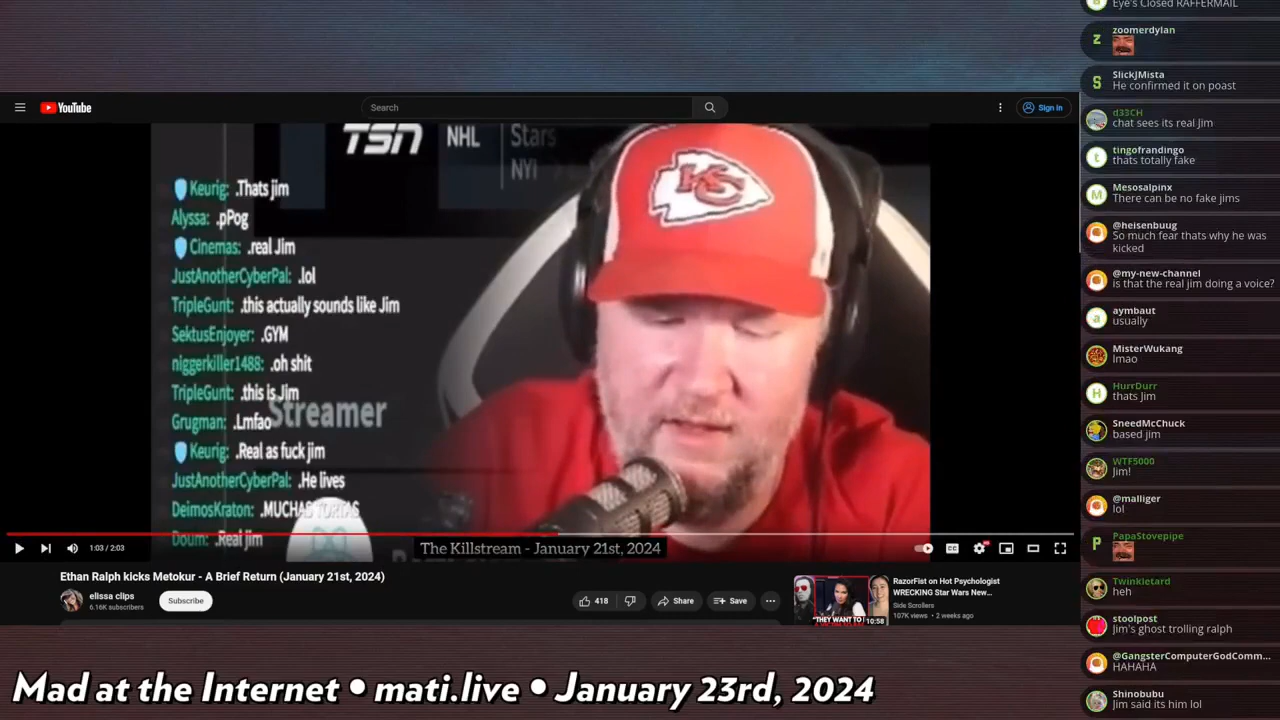 YouTube
Search
Sign in
TSN
NHL
Stars
NYI
KC
Keurig: .Thats jim
Alyssa: .pPog
Cinemas: .real Jim
JustAnotherCyberPal: .lol
TripleGunt: .this actually sounds like Jim
SektusEnjoyer: .GYM
niggerkiller1488: .oh shit
TripleGunt: .this is Jim
Grugman: .Lmfao
Streamer
Keurig: .Real as fuck jim
JustAnotherCyberPal: .He lives
DeimosKraton: .MUCHAS TORTAS
Doum: .Real jim
1:03 / 2:03
The Killstream - January 21st, 2024
Ethan Ralph kicks Metokur - A Brief Return (January 21st, 2024)
elissa clips
6.16K subscribers
Subscribe
418
Share
Save
"THEY WANT TO
10:58
RazorFist on Hot Psychologist
WRECKING Star Wars New...
Side Scrollers
107K views • 2 weeks ago
Mad at the Internet • mati.live • January 23rd, 2024
Eye's Closed RAFFERMAIL
zoomerdylan
SlickJMista
He confirmed it on poast
d33CH
chat sees its real Jim
tingofrandingo
thats totally fake
Mesosalpinx
There can be no fake jims
@heisenbuug
So much fear thats why he was
kicked
@my-new-channel
is that the real jim doing a voice?
aymbaut
usually
MisterWukang
lmao
HurrDurr
thats Jim
SneedMcChuck
based jim
WTF5000
Jim!
@malliger
lol
PapaStovepipe
Twinkietard
heh
stoolpost
Jim's ghost trolling ralph
@GangsterComputerGodComm...
HAHAHA
Shinobubu
Jim said its him lol